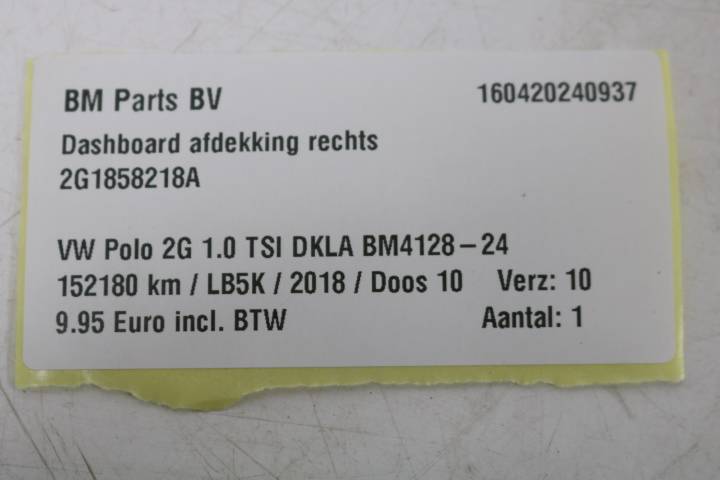 BM Parts BV 160420240937
Dashboard afdekking rechts
2G1858218A
VW Polo 2G 1.0 TSI DKLA BM4128-24
152180 km / LB5K / 2018 / Doos 10 Verz: 10
9.95 Euro incl. BTW Aantal: 1